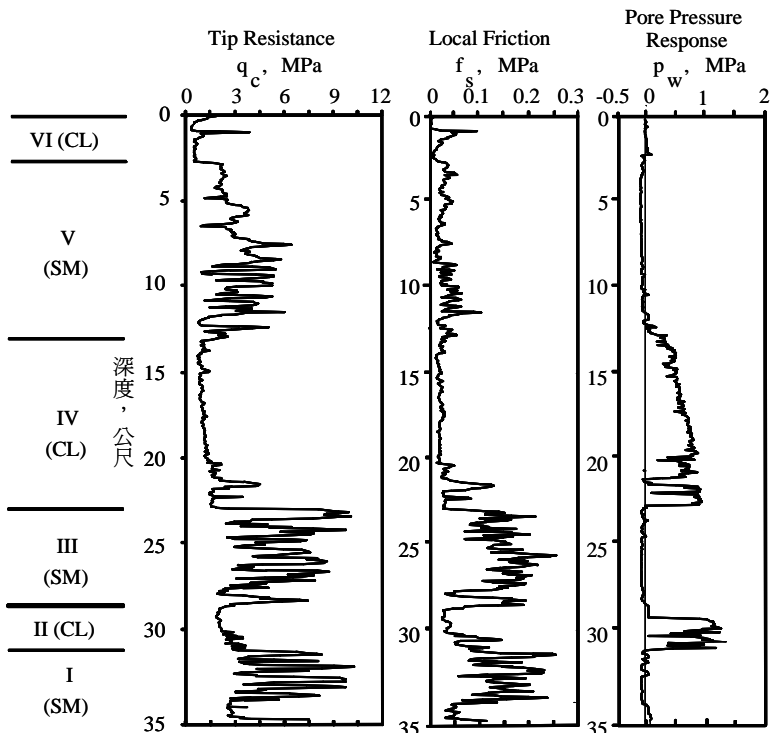 Tip Resistance
q_c, MPa
0 3 6 9 12
Local Friction
f_s, MPa
0 0.1 0.2 0.3
Pore Pressure
Response
p_w, MPa
-0.5 0 1 2
VI (CL)
V
(SM)
IV
(CL)
III
(SM)
II (CL)
I
(SM)
深度，公尺
0
5
10
15
20
25
30
35
0
5
10
15
20
25
30
35
0
5
10
15
20
25
30
35